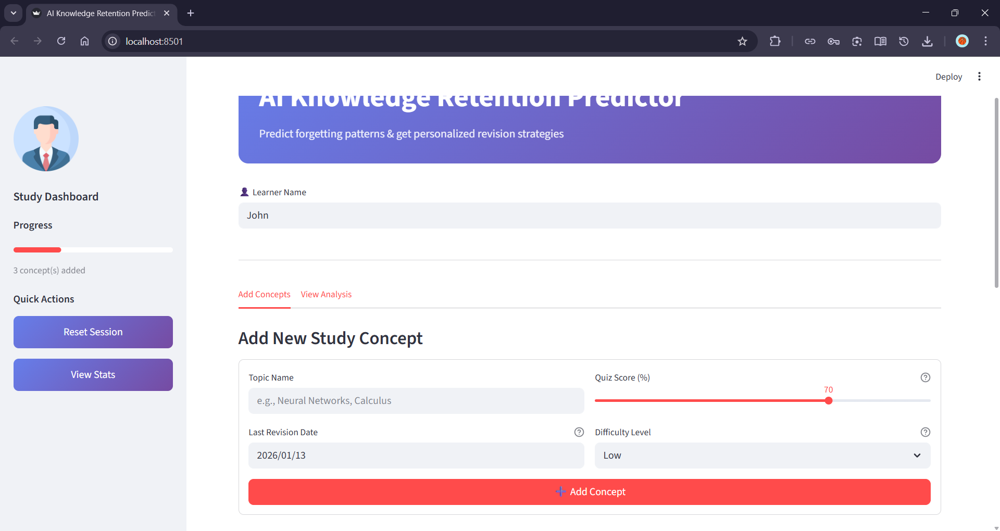 AI Knowledge Retention Predict
localhost:8501
Deploy
AI Knowledge Retention Predictor
Predict forgetting patterns & get personalized revision strategies
Learner Name
John
Study Dashboard
Progress
3 concept(s) added
Quick Actions
Reset Session
View Stats
Add Concepts
View Analysis
Add New Study Concept
Topic Name
e.g., Neural Networks, Calculus
Quiz Score (%)
70
Last Revision Date
2026/01/13
Difficulty Level
Low
Add Concept